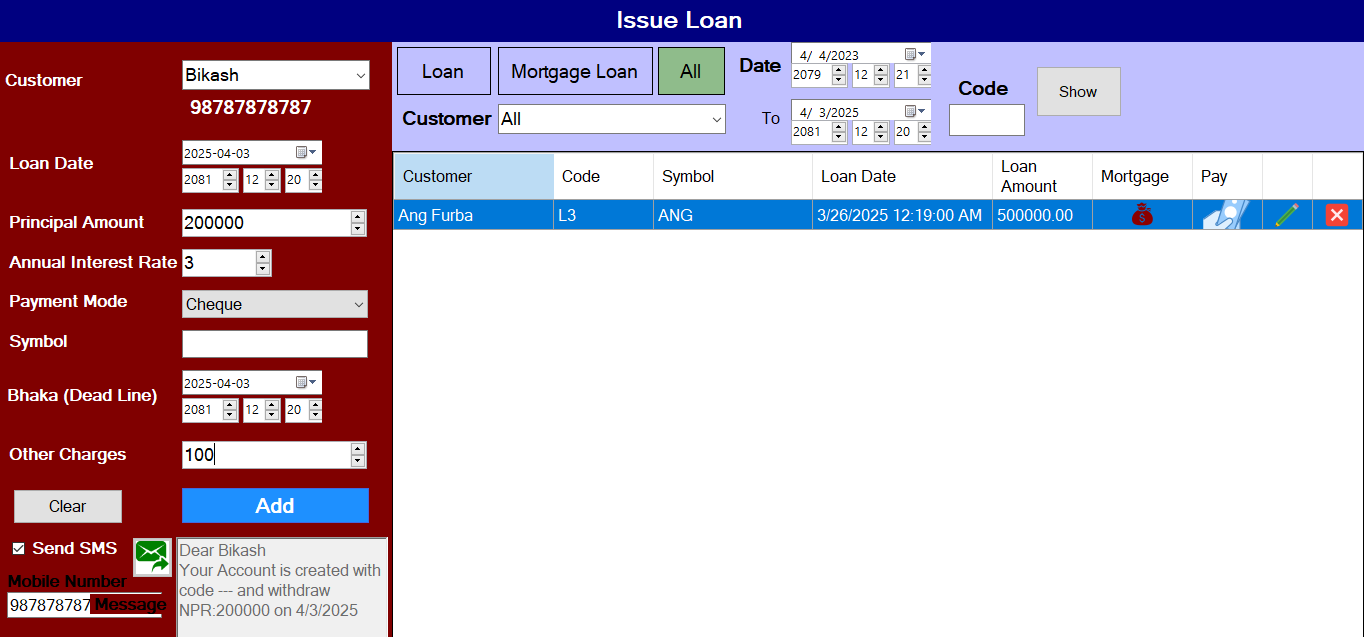 Issue Loan
Customer
Bikash
98787878787
Loan Date
2025-04-03
2081 12 20
Principal Amount
200000
Annual Interest Rate
3
Payment Mode
Cheque
Symbol
Bhaka (Dead Line)
2025-04-03
2081 12 20
Other Charges
100
Clear
Add
Send SMS
Mobile Number
987878787
Message
Dear Bikash
Your Account is created with
code --- and withdraw
NPR:200000 on 4/3/2025
Loan
Mortgage Loan
All
Date
4/ 4/2023
2079 12 21
Customer
All
To
4/ 3/2025
2081 12 20
Code
Show
Customer Code Symbol Loan Date Loan Amount Mortgage Pay
Ang Furba L3 ANG 3/26/2025 12:19:00 AM 500000.00